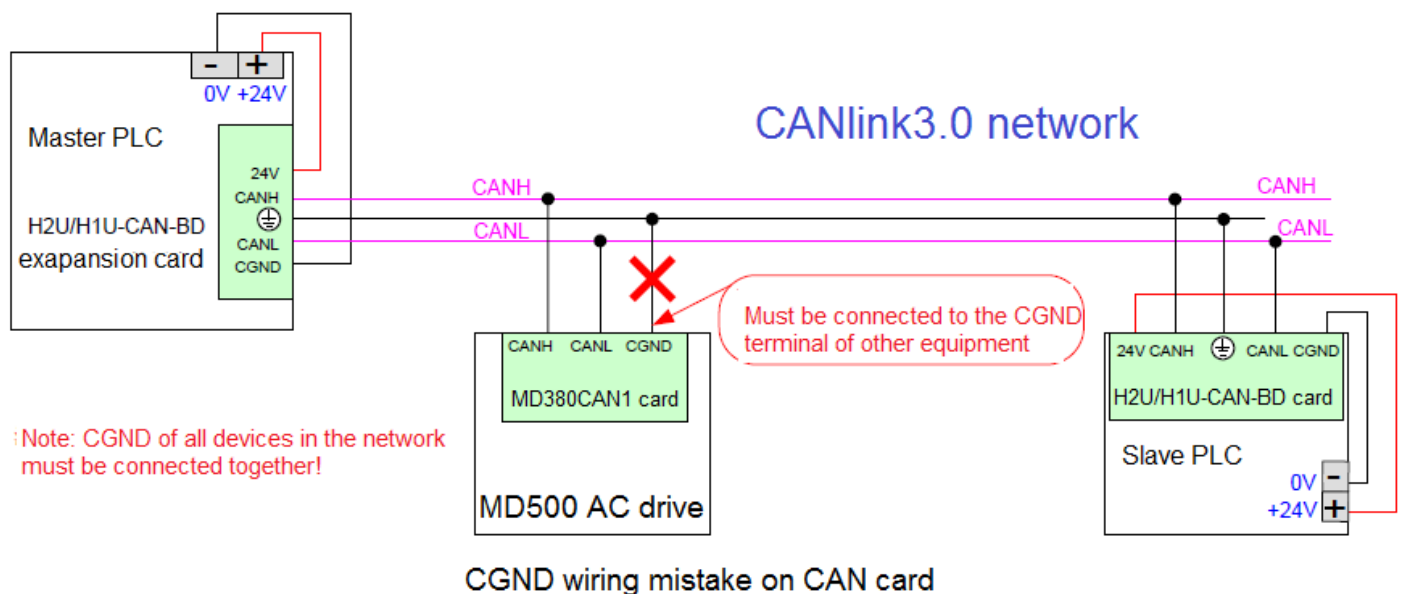 - +
0V +24V
Master PLC
24V
CANH
CANL
CGND
H2U/H1U-CAN-BD
exapansion card
CANlink3.0 network
CANH
CANL
CANH
CANL
Must be connected to the CGND
terminal of other equipment
CANH CANL CGND
MD380CAN1 card
MD500 AC drive
24V CANH CANL CGND
H2U/H1U-CAN-BD card
Slave PLC
0V -
+24V +
Note: CGND of all devices in the network
must be connected together!
CGND wiring mistake on CAN card